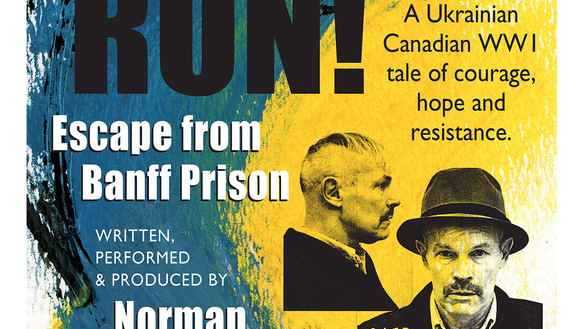 RUN!
Escape from
Banff Prison
WRITTEN,
PERFORMED
& PRODUCED BY
Norman
A Ukrainian
Canadian WW1
tale of courage,
hope and
resistance.